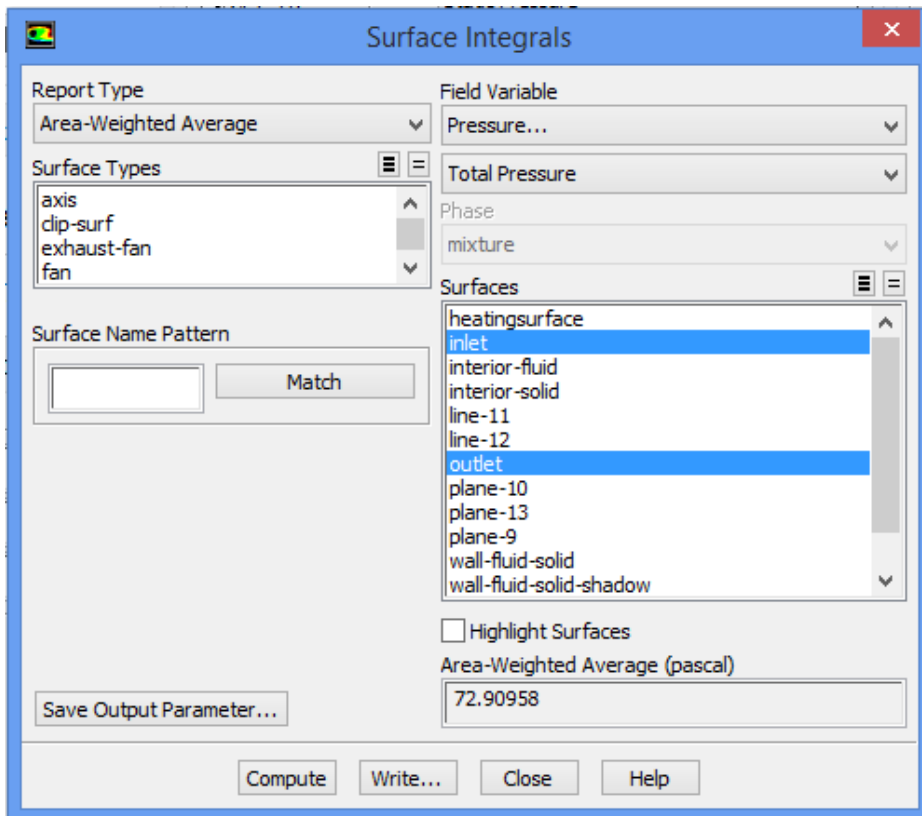 Surface Integrals
Report Type
Area-Weighted Average
Surface Types
axis
clip-surf
exhaust-fan
fan
Surface Name Pattern
Match
Save Output Parameter...
Field Variable
Pressure...
Total Pressure
Phase
mixture
Surfaces
heatingsurface
inlet
interior-fluid
interior-solid
line-11
line-12
outlet
plane-10
plane-13
plane-9
wall-fluid-solid
wall-fluid-solid-shadow
Highlight Surfaces
Area-Weighted Average (pascal)
72.90958
Compute Write... Close Help